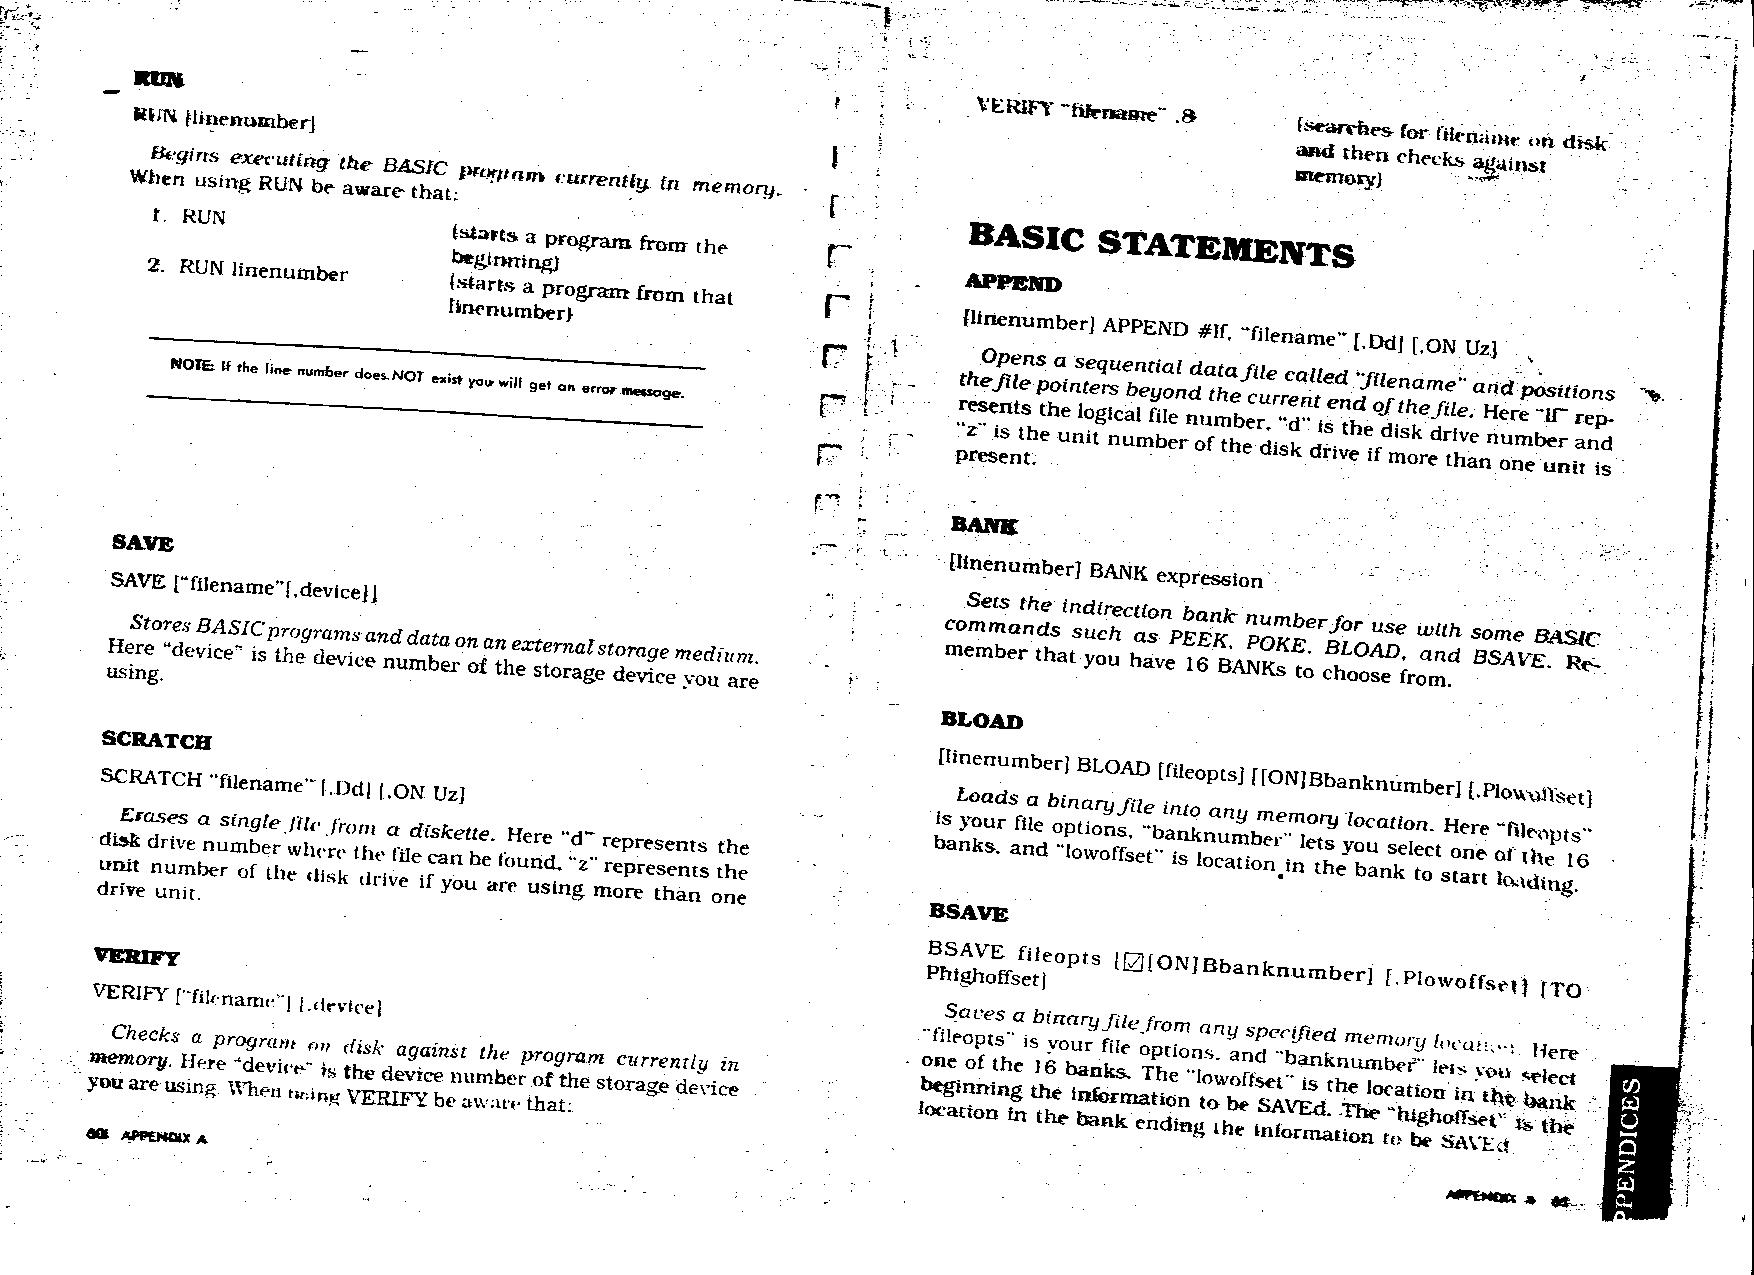 RUN
RUN [linenumber]
Begins executing the BASIC program currently in memory.
When using RUN be aware that:
1. RUN
{starts a program from the
beginning}
2. RUN linenumber
{starts a program from that
linenumber}
NOTE: If the line number does NOT exist you will get an error message.
SAVE
SAVE ["filename"[,device]]
Stores BASIC programs and data on an external storage medium.
Here "device" is the device number of the storage device you are
using.
SCRATCH
SCRATCH "filename" [,Dd] [,ON Uz]
Erases a single file from a diskette. Here "d" represents the
disk drive number where the file can be found, "z" represents the
unit number of the disk drive if you are using more than one
drive unit.
VERIFY
VERIFY ["filename"] [,device]
Checks a program on disk against the program currently in
memory. Here "device" is the device number of the storage device
you are using. When using VERIFY be aware that:
APPENDIX A
VERIFY "filename" ,8
{searches for filename on disk
and then checks against
memory}
BASIC STATEMENTS
APPEND
[linenumber] APPEND #lf, "filename" [,Dd] [,ON Uz]
Opens a sequential data file called "filename" and positions
the file pointers beyond the current end of the file. Here "lf" rep-
resents the logical file number, "d" is the disk drive number and
"z" is the unit number of the disk drive if more than one unit is
present.
BANK
[linenumber] BANK expression
Sets the indirection bank number for use with some BASIC
commands such as PEEK, POKE, BLOAD, and BSAVE. Re-
member that you have 16 BANKs to choose from.
BLOAD
[linenumber] BLOAD [fileopts] [[ON]Bbanknumber] [,Plowoffset]
Loads a binary file into any memory location. Here "fileopts"
is your file options, "banknumber" lets you select one of the 16
banks, and "lowoffset" is location in the bank to start loading.
BSAVE
BSAVE fileopts [☑[ON]Bbanknumber] [,Plowoffset] [TO
Phighoffset]
Saves a binary file from any specified memory location. Here
"fileopts" is your file options, and "banknumber" lets you select
one of the 16 banks. The "lowoffset" is the location in the bank
beginning the information to be SAVEd. The "highoffset" is the
location in the bank ending the information to be SAVEd
APPENDIX A
PPENDICES